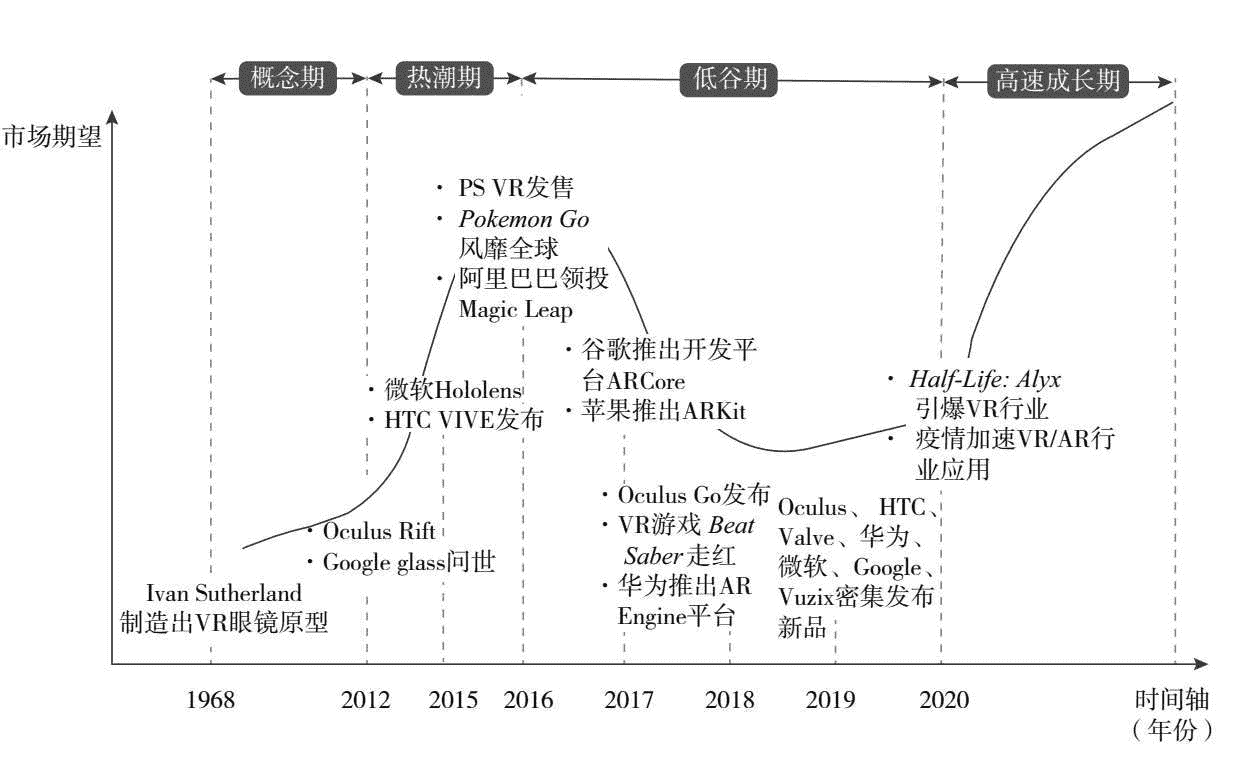 概念期
热潮期
低谷期
高速成长期
市场期望
· PS VR发售
· Pokemon Go
风靡全球
· 阿里巴巴领投
Magic Leap
· 谷歌推出开发平
台ARCore
· 苹果推出ARKit
· 微软Hololens
· HTC VIVE发布
· Half-Life: Alyx
引爆VR行业
· 疫情加速VR/AR行
业应用
· Oculus Rift
· Google glass问世
· Oculus Go发布
· VR游戏 Beat
Saber 走红
· 华为推出AR
Engine平台
Oculus、 HTC、
Valve、华为、
微软、Google、
Vuzix密集发布
新品
Ivan Sutherland
制造出VR眼镜原型
1968
2012
2015
2016
2017
2018
2019
2020
时间轴
（年份）